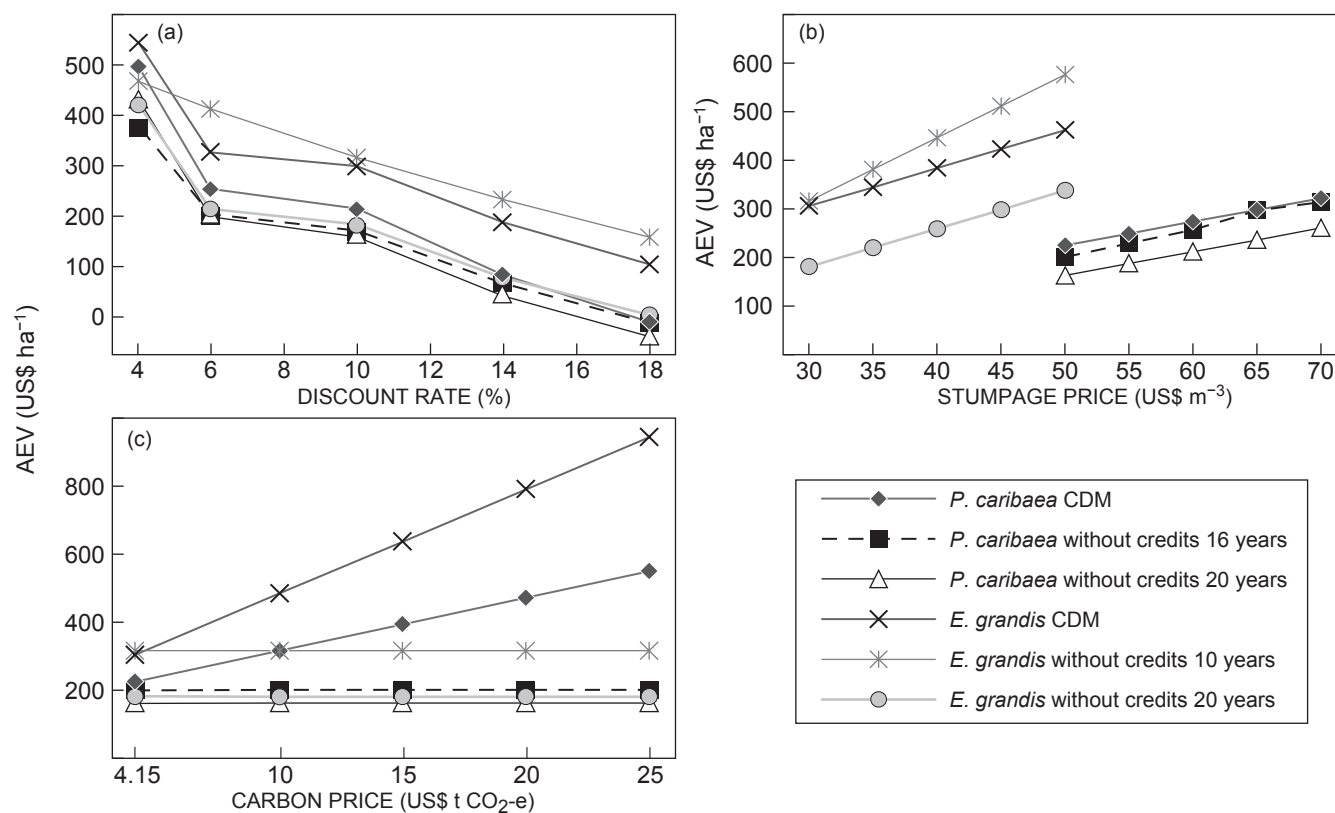 AEV (US$ ha⁻¹)
(a)
500
400
300
200
100
0
4 6 8 10 12 14 16 18
DISCOUNT RATE (%)
(b)
AEV (US$ ha⁻¹)
600
500
400
300
200
100
30 35 40 45 50 55 60 65 70
STUMPAGE PRICE (US$ m⁻³)
(c)
800
600
400
200
4.15 10 15 20 25
CARBON PRICE (US$ t CO₂-e)
P. caribaea CDM
P. caribaea without credits 16 years
P. caribaea without credits 20 years
E. grandis CDM
E. grandis without credits 10 years
E. grandis without credits 20 years